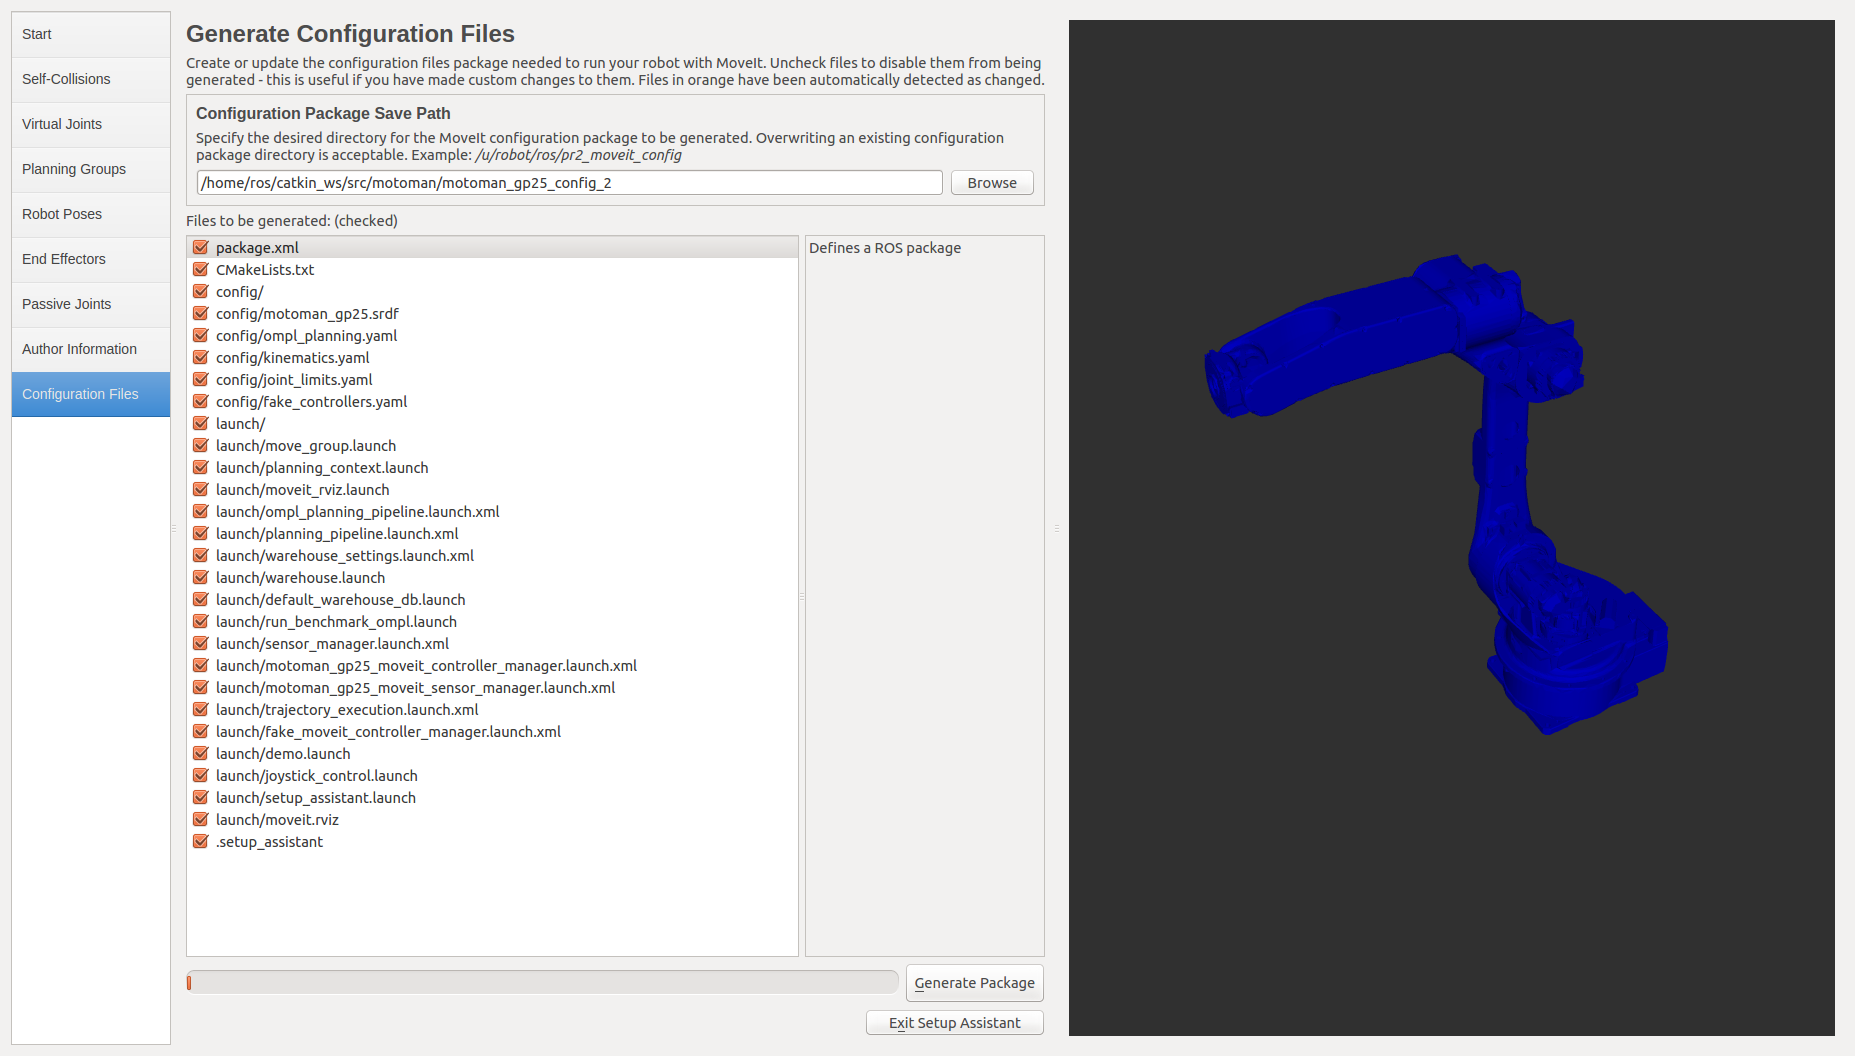 Start
Self-Collisions
Virtual Joints
Planning Groups
Robot Poses
End Effectors
Passive Joints
Author Information
Configuration Files
Generate Configuration Files
Create or update the configuration files package needed to run your robot with MoveIt. Uncheck files to disable them from being
generated - this is useful if you have made custom changes to them. Files in orange have been automatically detected as changed.
Configuration Package Save Path
Specify the desired directory for the MoveIt configuration package to be generated. Overwriting an existing configuration
package directory is acceptable. Example: /u/robot/ros/pr2_moveit_config
/home/ros/catkin_ws/src/motoman/motoman_gp25_config_2
Browse
Files to be generated: (checked)
package.xml
CMakeLists.txt
config/
config/motoman_gp25.srdf
config/ompl_planning.yaml
config/kinematics.yaml
config/joint_limits.yaml
config/fake_controllers.yaml
launch/
launch/move_group.launch
launch/planning_context.launch
launch/moveit_rviz.launch
launch/ompl_planning_pipeline.launch.xml
launch/planning_pipeline.launch.xml
launch/warehouse_settings.launch.xml
launch/warehouse.launch
launch/default_warehouse_db.launch
launch/run_benchmark_ompl.launch
launch/sensor_manager.launch.xml
launch/motoman_gp25_moveit_controller_manager.launch.xml
launch/motoman_gp25_moveit_sensor_manager.launch.xml
launch/trajectory_execution.launch.xml
launch/fake_moveit_controller_manager.launch.xml
launch/demo.launch
launch/joystick_control.launch
launch/setup_assistant.launch
launch/moveit.rviz
.setup_assistant
Defines a ROS package
Generate Package
Exit Setup Assistant